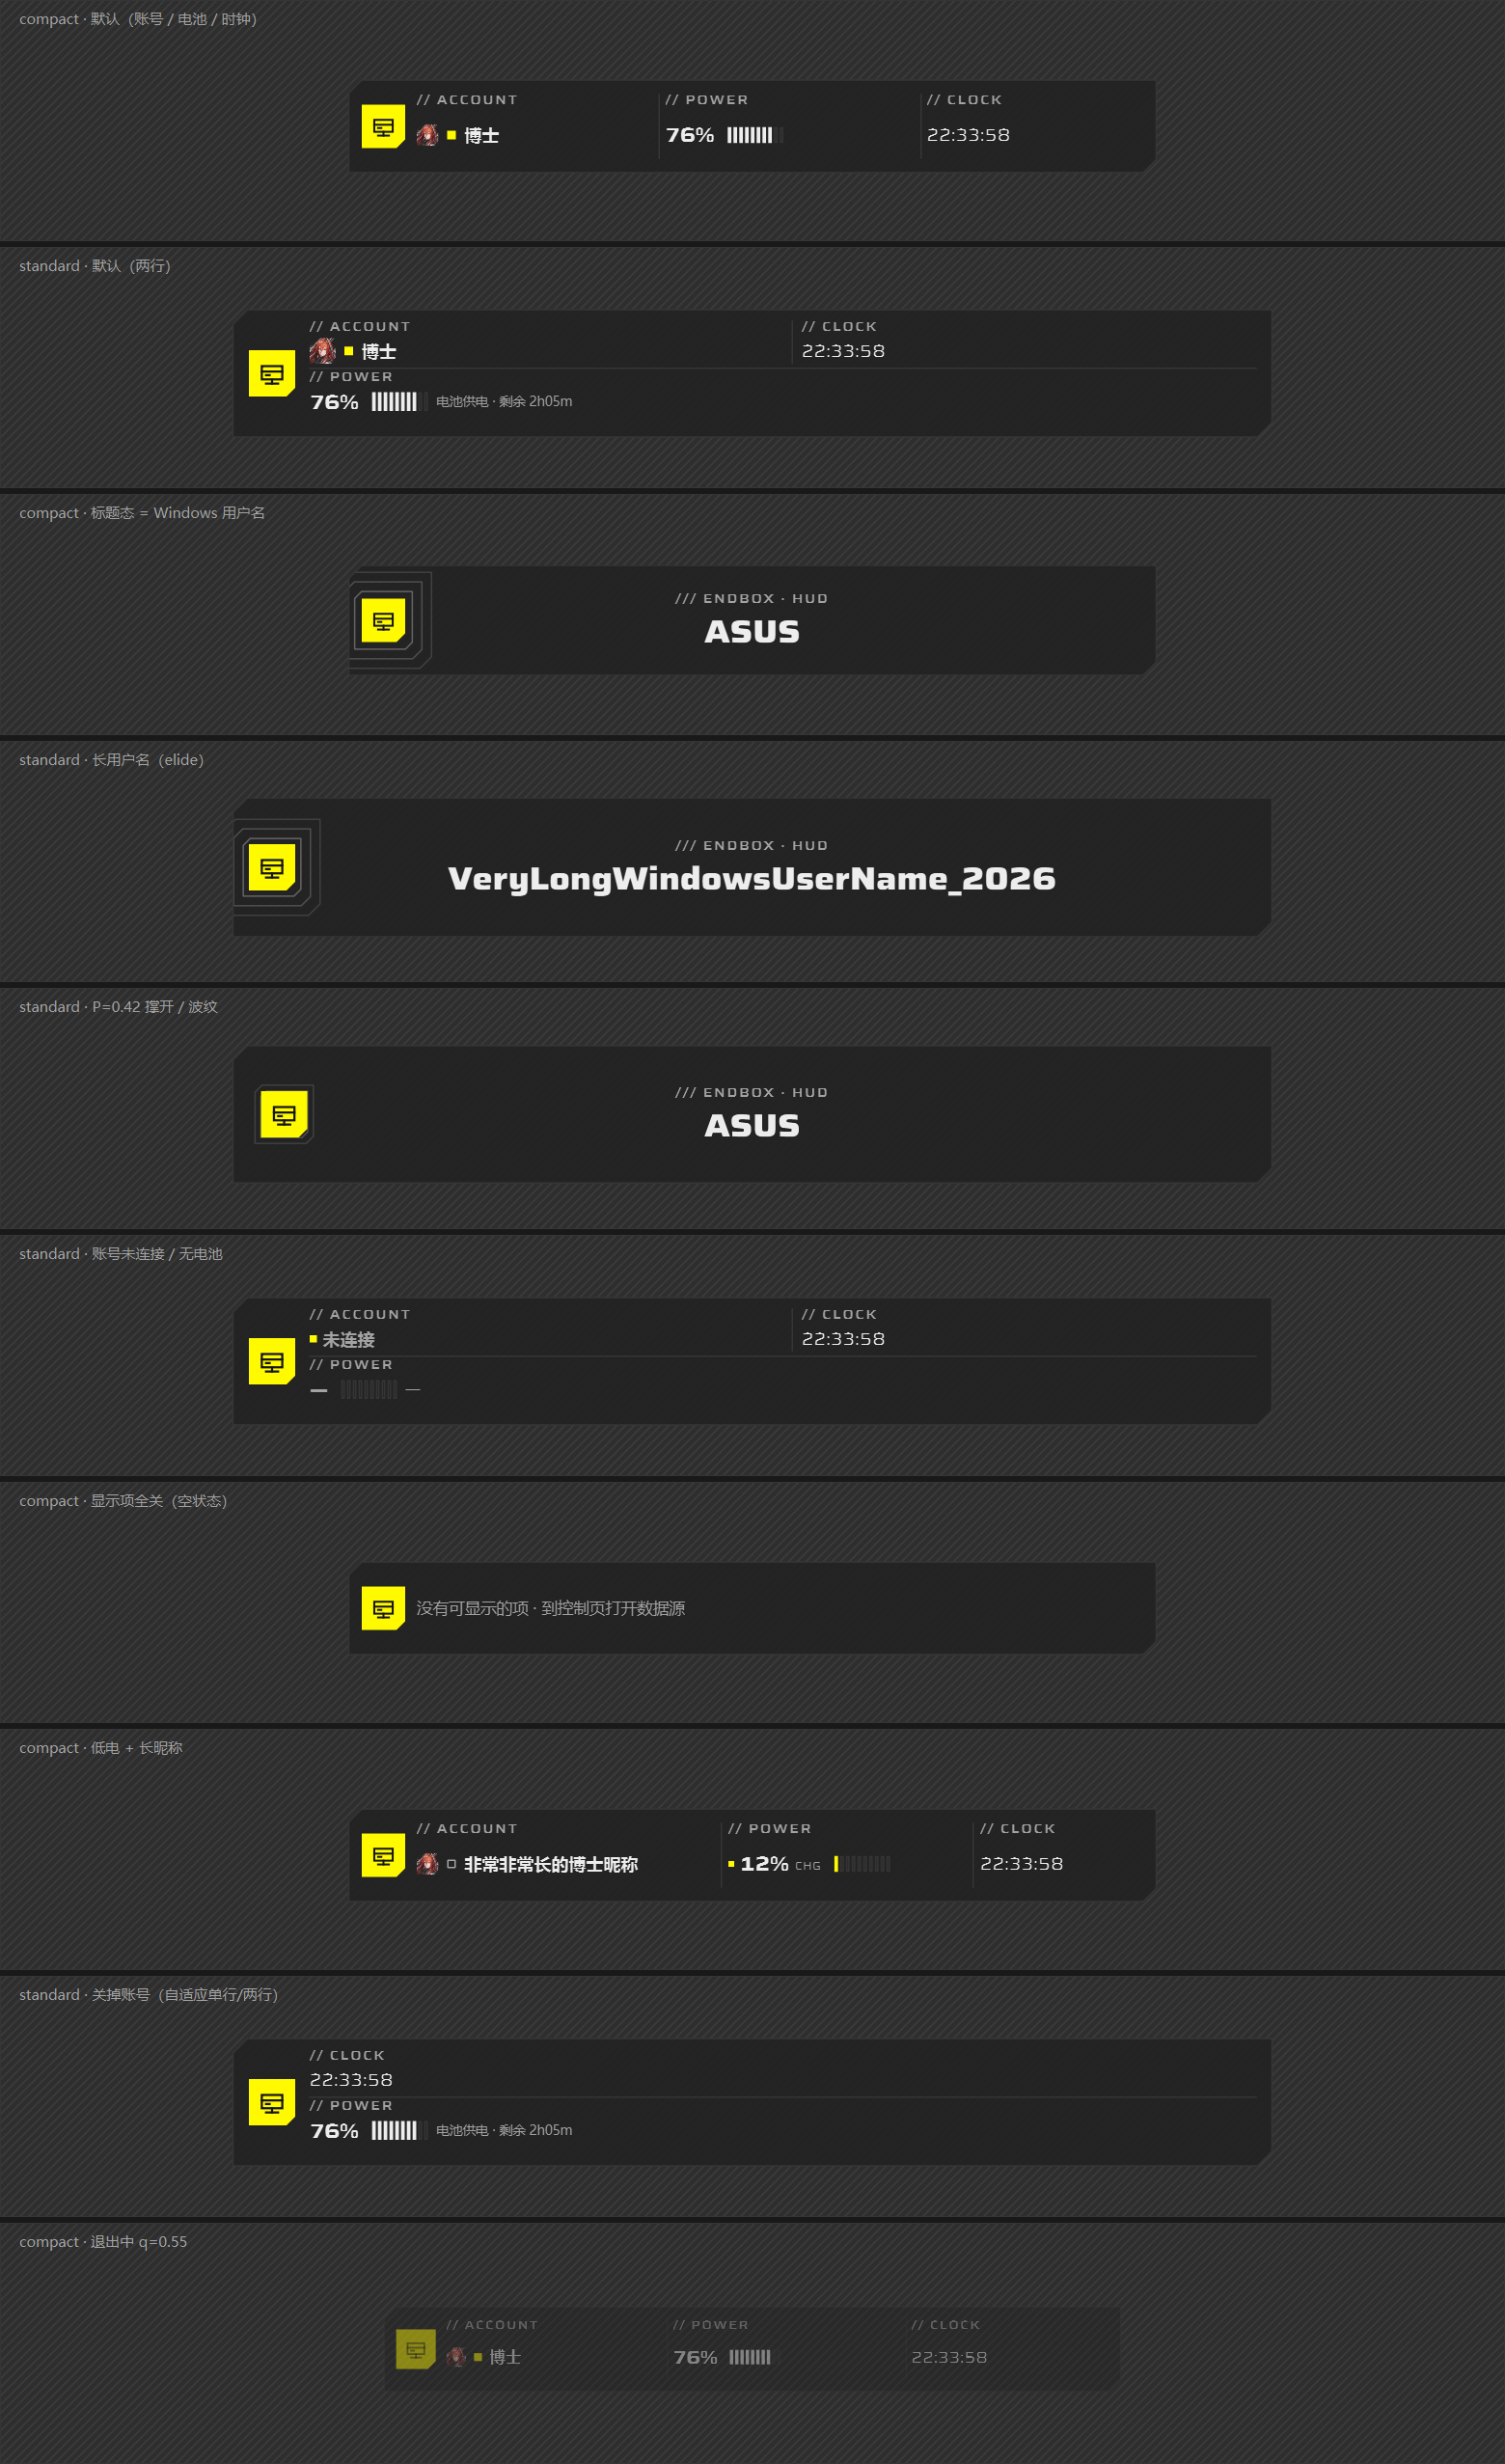 compact · 默认（账号 / 电池 / 时钟）
// ACCOUNT // POWER // CLOCK
博士 76% 22:33:58
standard · 默认（两行）
// ACCOUNT // CLOCK
博士 22:33:58
// POWER
76% 电池供电 · 剩余 2h05m
compact · 标题态 = Windows 用户名
/// ENDBOX · HUD
ASUS
standard · 长用户名（elide）
/// ENDBOX · HUD
VeryLongWindowsUserName_2026
standard · P=0.42 撑开 / 波纹
/// ENDBOX · HUD
ASUS
standard · 账号未连接 / 无电池
// ACCOUNT // CLOCK
未连接 22:33:58
// POWER
— —
compact · 显示项全关（空状态）
没有可显示的项 · 到控制页打开数据源
compact · 低电 + 长昵称
// ACCOUNT // POWER // CLOCK
非常非常长的博士昵称 12% CHG 22:33:58
standard · 关掉账号（自适应单行/两行）
// CLOCK
22:33:58
// POWER
76% 电池供电 · 剩余 2h05m
compact · 退出中 q=0.55
// ACCOUNT // POWER // CLOCK
博士 76% 22:33:58